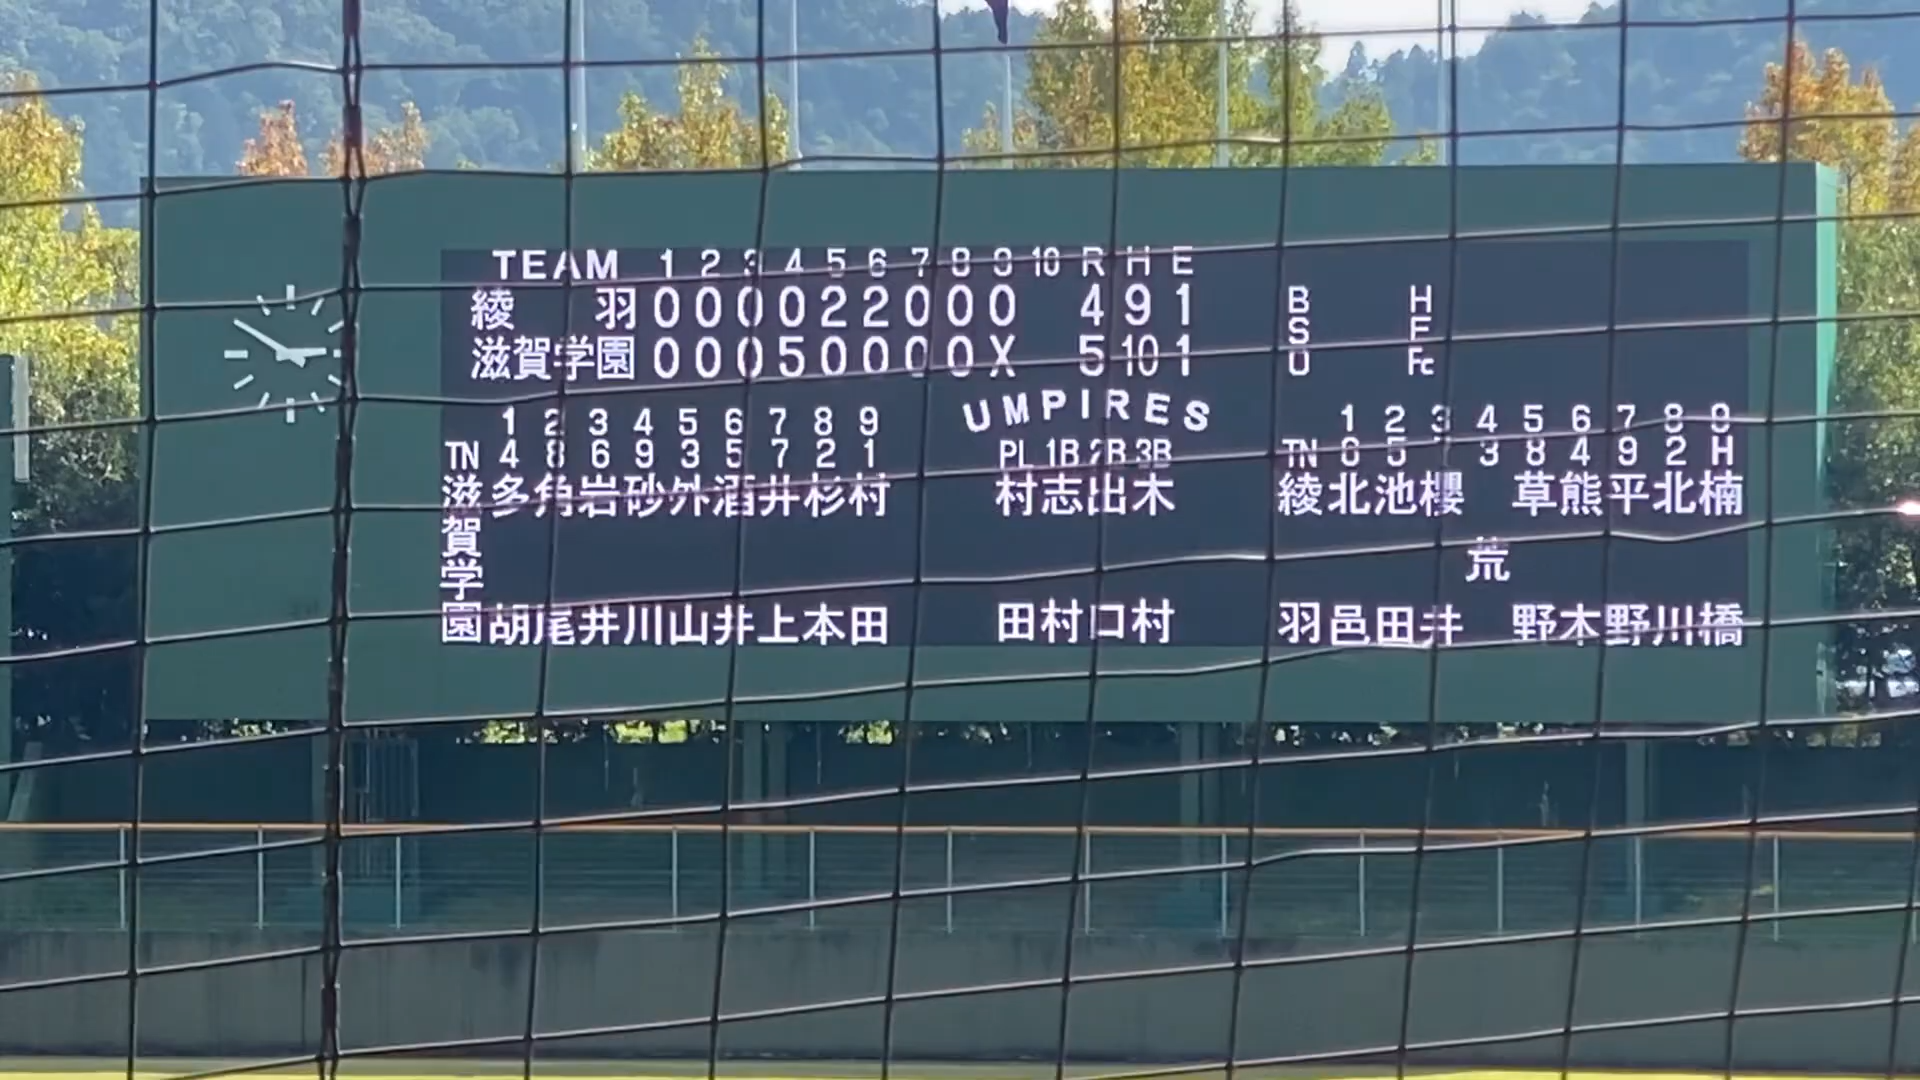 TEAM 1 2 3 4 5 6 7 8 9 10 R H E
綾羽 0 0 0 0 2 2 0 0 0 4 9 1
滋賀学園 0 0 0 5 0 0 0 0 X 5 10 1
B H
S E
O Fc
UMPIRES
1 2 3 4 5 6 7 8 9
TN 4 8 6 9 3 5 7 2 1
滋賀学園 多胡 角尾 岩井 砂川 外山 酒井 井上 杉本 村田
PL 1B 2B 3B
村田 志村 出口 木村
1 2 3 4 5 6 7 8 9
TN 6 5 7 3 8 4 9 2 H
綾羽 北邑 池田 櫻井 荒 草野 熊木 平野 北川 楠橋